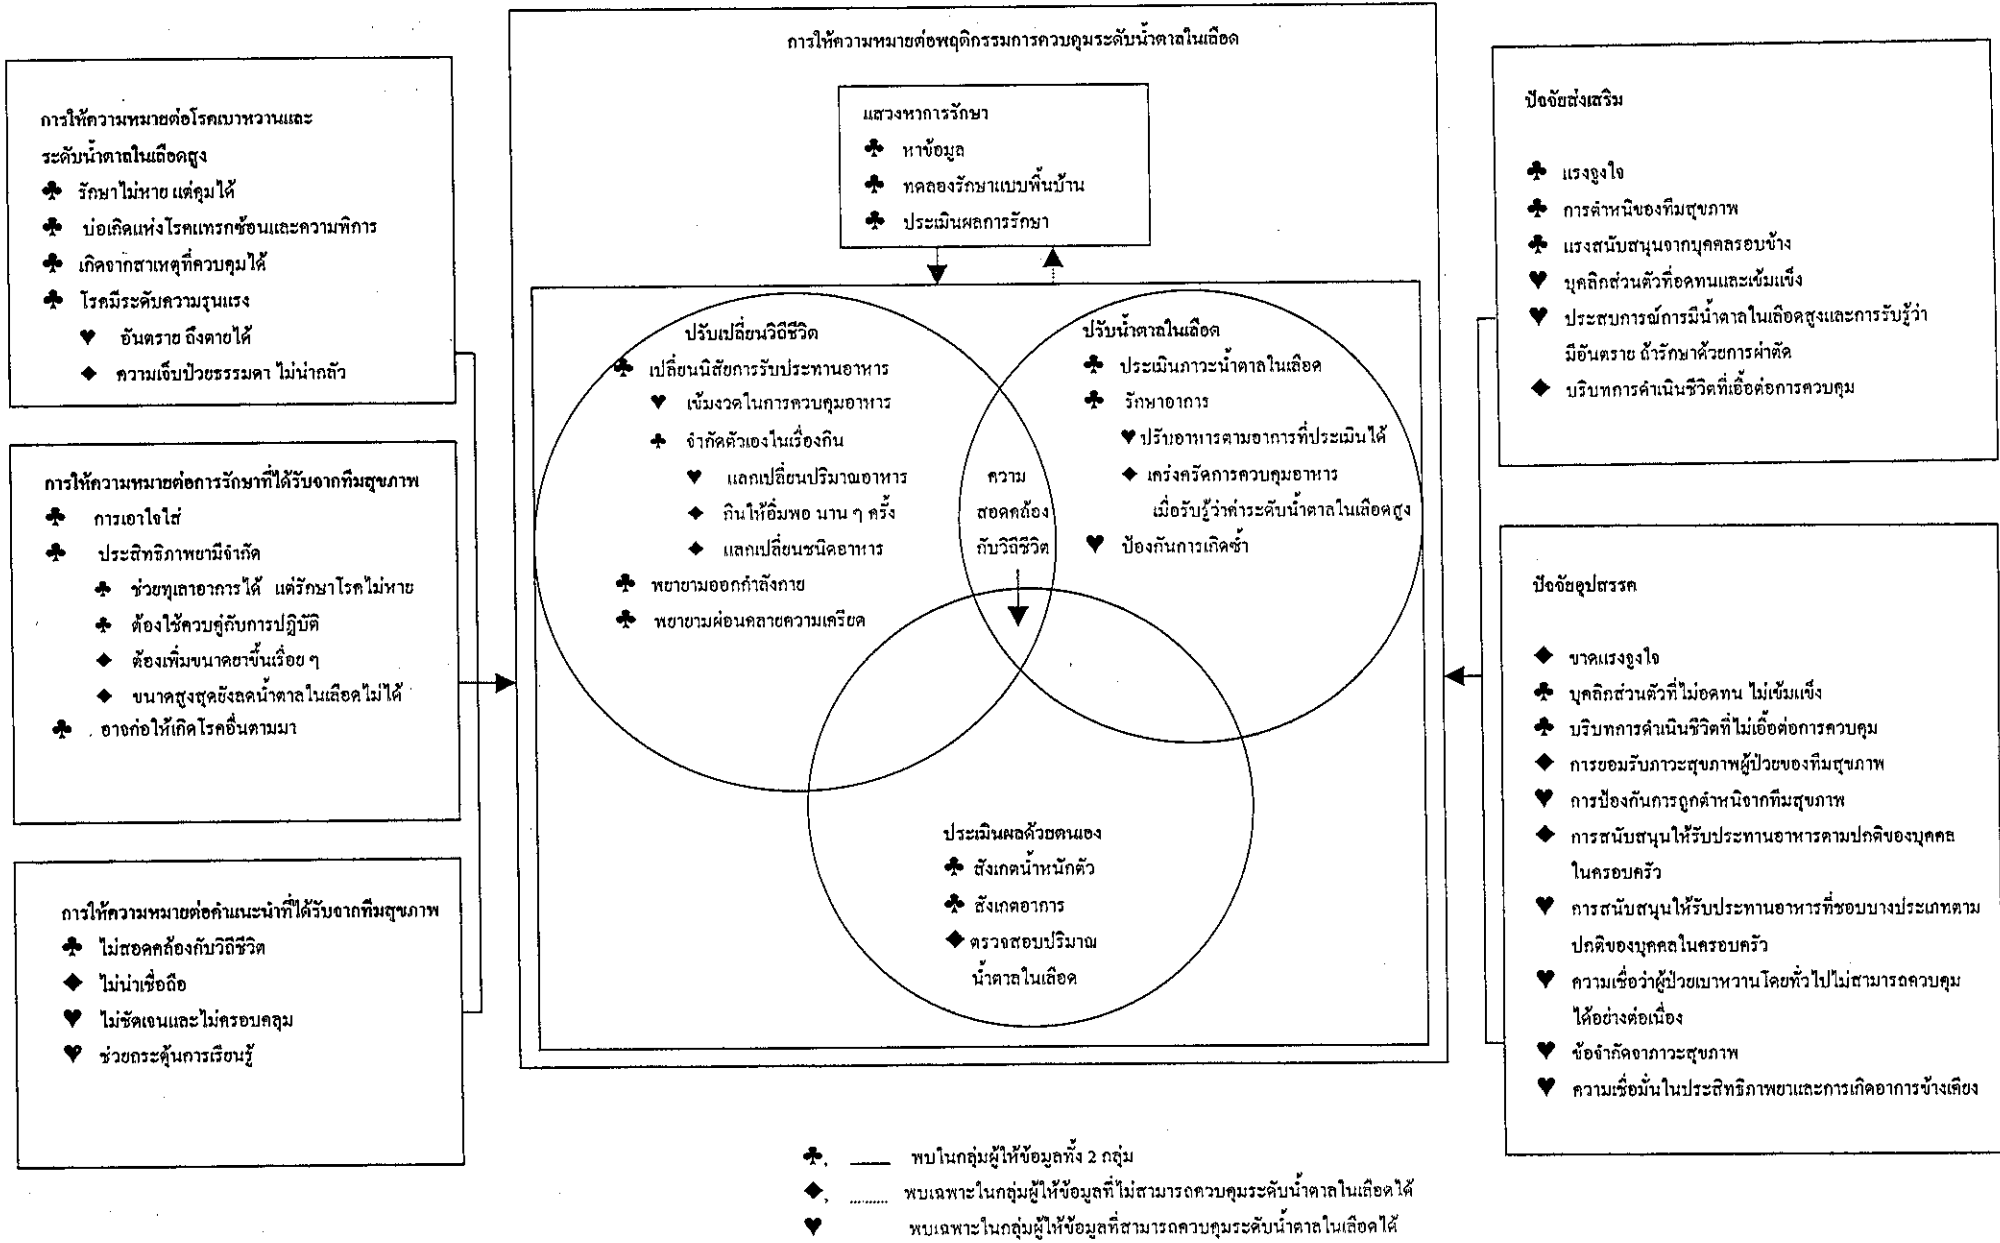 การให้ความหมายต่อพฤติกรรมการควบคุมระดับน้ำตาลในเลือด
การให้ความหมายต่อโรคเบาหวานและ
ระดับน้ำตาลในเลือดสูง
♣ รักษาไม่หาย แต่คุมได้
♣ บ่อเกิดแห่งโรคแทรกซ้อนและความพิการ
♣ เกิดจากสาเหตุที่ควบคุมได้
♣ โรคมีระดับความรุนแรง
♥ อันตราย ถึงตายได้
◆ ความเจ็บป่วยธรรมดา ไม่น่ากลัว
การให้ความหมายต่อการรักษาที่ได้รับจากทีมสุขภาพ
♣ การเอาใจใส่
♣ ประสิทธิภาพยามีจำกัด
♣ ช่วยทุเลาอาการได้ แต่รักษาโรคไม่หาย
♣ ต้องใช้ควบคู่กับการปฎิบัติ
◆ ต้องเพิ่มขนาดยาขึ้นเรื่อย ๆ
◆ ขนาดสูงสุดยังลดน้ำตาลในเลือดไม่ได้
♣ อาจก่อให้เกิดโรคอื่นตามมา
การให้ความหมายต่อคำแนะนำที่ได้รับจากทีมสุขภาพ
♣ ไม่สอดคล้องกับวิถีชีวิต
◆ ไม่น่าเชื่อถือ
♥ ไม่ชัดเจนและไม่ครอบคลุม
♥ ช่วยกระตุ้นการเรียนรู้
แสวงหาการรักษา
♣ หาข้อมูล
♣ ทดลองรักษาแบบพื้นบ้าน
♣ ประเมินผลการรักษา
ปรับเปลี่ยนวิถีชีวิต
♣ เปลี่ยนนิสัยการรับประทานอาหาร
♥ เข้มงวดในการควบคุมอาหาร
♣ จำกัดตัวเองในเรื่องกิน
♥ แลกเปลี่ยนปริมาณอาหาร
◆ กินให้อิ่มพอ นาน ๆ ครั้ง
◆ แลกเปลี่ยนชนิดอาหาร
♣ พยายามออกกำลังกาย
♣ พยายามผ่อนคลายความเครียด
ความ
สอดคล้อง
กับวิถีชีวิต
ปรับน้ำตาลในเลือด
♣ ประเมินภาวะน้ำตาลในเลือด
♣ รักษาอาการ
♥ ปรับอาหารตามอาการที่ประเมินได้
◆ เคร่งครัดการควบคุมอาหาร
เมื่อรับรู้ว่าค่าระดับน้ำตาลในเลือดสูง
♥ ป้องกันการเกิดซ้ำ
ประเมินผลด้วยตนเอง
♣ สังเกตน้ำหนักตัว
♣ สังเกตอาการ
◆ ตรวจสอบปริมาณ
น้ำตาลในเลือด
ปัจจัยส่งเสริม
♣ แรงจูงใจ
♣ การตำหนิของทีมสุขภาพ
♣ แรงสนับสนุนจากบุคคลรอบข้าง
♥ บุคลิกส่วนตัวที่อดทนและเข้มแข็ง
♥ ประสบการณ์การมีน้ำตาลในเลือดสูงและการรับรู้ว่า
มีอันตราย ถ้ารักษาด้วยการผ่าตัด
◆ บริบทการดำเนินชีวิตที่เอื้อต่อการควบคุม
ปัจจัยอุปสรรค
◆ ขาดแรงจูงใจ
♣ บุคลิกส่วนตัวที่ไม่อดทน ไม่เข้มแข็ง
♣ บริบทการดำเนินชีวิตที่ไม่เอื้อต่อการควบคุม
◆ การยอมรับภาวะสุขภาพผู้ป่วยของทีมสุขภาพ
♥ การป้องกันการถูกตำหนิจากทีมสุขภาพ
◆ การสนับสนุนให้รับประทานอาหารตามปกติของบุคคล
ในครอบครัว
♥ การสนับสนุนให้รับประทานอาหารที่ชอบบางประเภทตาม
ปกติของบุคคลในครอบครัว
♥ ความเชื่อว่าผู้ป่วยเบาหวานโดยทั่วไปไม่สามารถควบคุม
ได้อย่างต่อเนื่อง
♥ ข้อจำกัดจาภาวะสุขภาพ
♥ ความเชื่อมั่นในประสิทธิภาพยาและการเกิดอาการข้างเคียง
♣, ___ พบในกลุ่มผู้ให้ข้อมูลทั้ง 2 กลุ่ม
◆, ........ พบเฉพาะในกลุ่มผู้ให้ข้อมูลที่ไม่สามารถควบคุมระดับน้ำตาลในเลือดได้
♥ พบเฉพาะในกลุ่มผู้ให้ข้อมูลที่สามารถควบคุมระดับน้ำตาลในเลือดได้